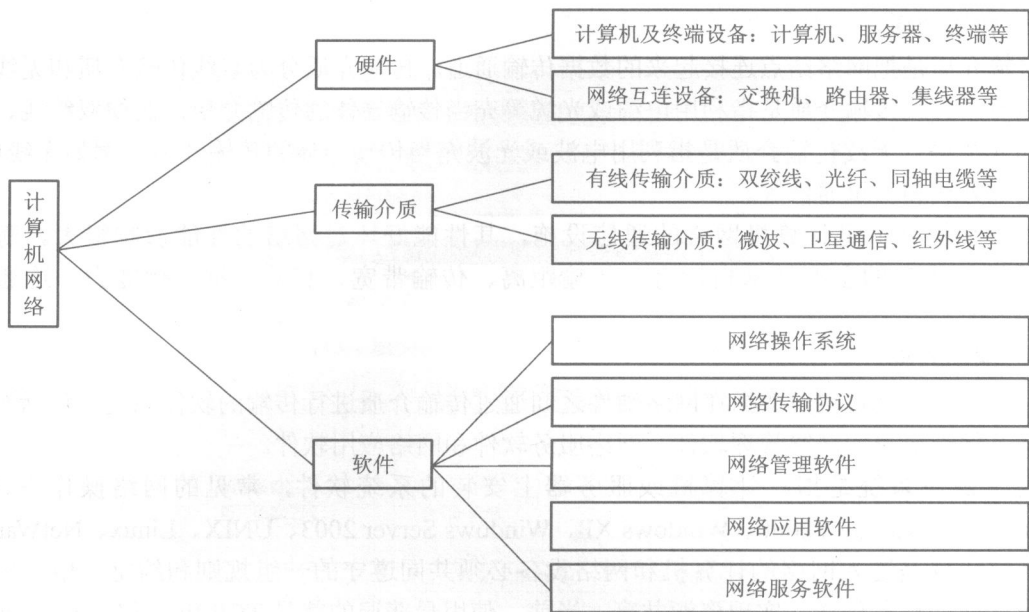 计算机网络
硬件
计算机及终端设备：计算机、服务器、终端等
网络互连设备：交换机、路由器、集线器等
传输介质
有线传输介质：双绞线、光纤、同轴电缆等
无线传输介质：微波、卫星通信、红外线等
软件
网络操作系统
网络传输协议
网络管理软件
网络应用软件
网络服务软件